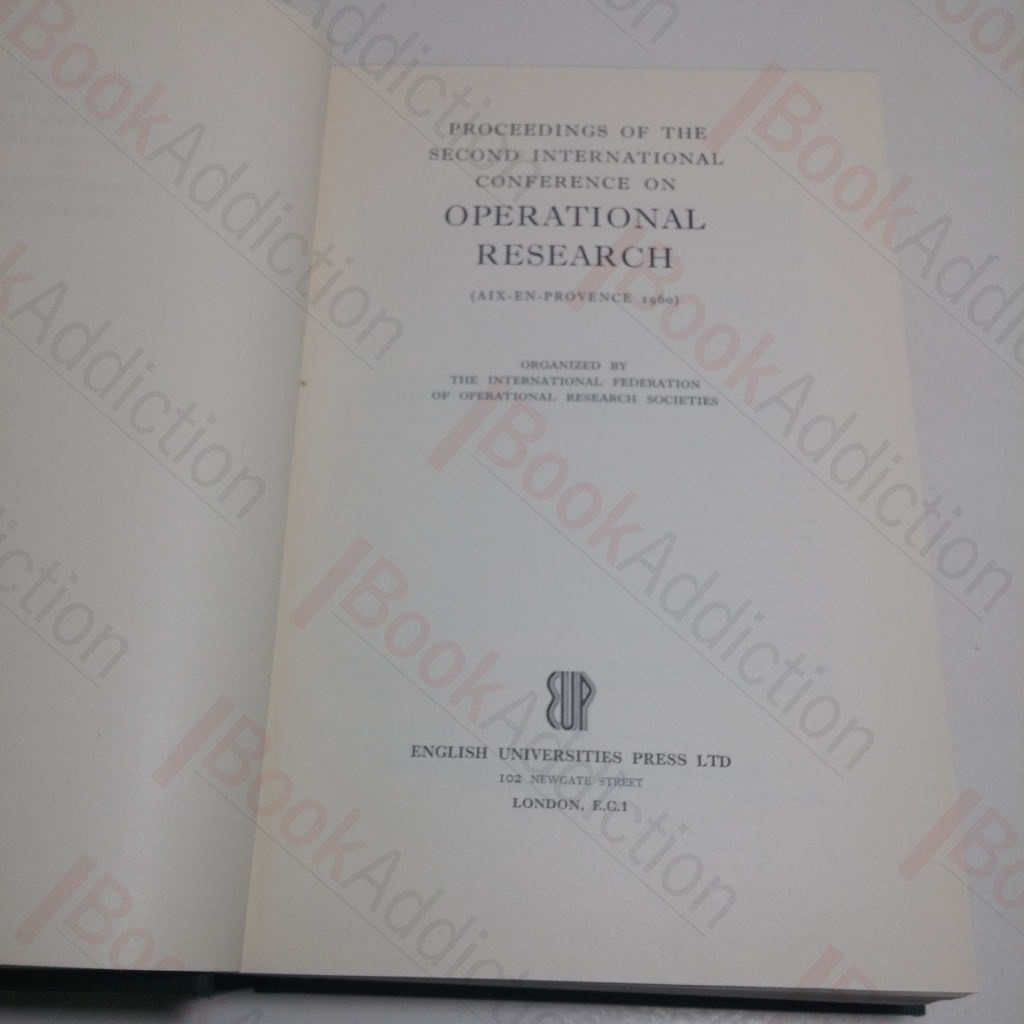 PROCEEDINGS OF THE
SECOND INTERNATIONAL
CONFERENCE ON
OPERATIONAL
RESEARCH
(AIX-EN-PROVENCE 1960)
ORGANIZED BY
THE INTERNATIONAL FEDERATION
OF OPERATIONAL RESEARCH SOCIETIES
EUP
ENGLISH UNIVERSITIES PRESS LTD
102 NEWGATE STREET
LONDON, E.C.1
BookAddiction